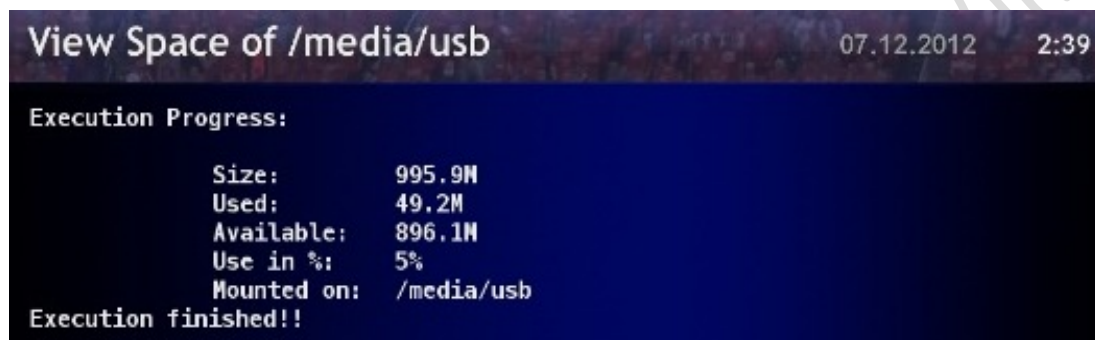 View Space of /media/usb 07.12.2012 2:39
Execution Progress:
Size: 995.9M
Used: 49.2M
Available: 896.1M
Use in %: 5%
Mounted on: /media/usb
Execution finished!!